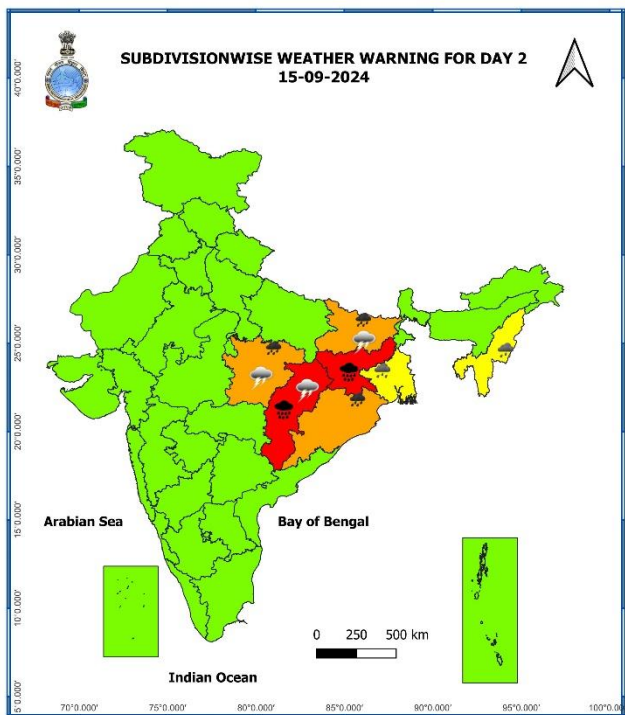 SUBDIVISIONWISE WEATHER WARNING FOR DAY 2
15-09-2024
40°0.000'
35°0.000'
30°0.000'
25°0.000'
20°0.000'
15°0.000'
10°0.000'
5°0.000'
Arabian Sea
Bay of Bengal
0 250 500 km
Indian Ocean
70°0.000' 75°0.000' 80°0.000' 85°0.000' 90°0.000' 95°0.000' 100°0.000'